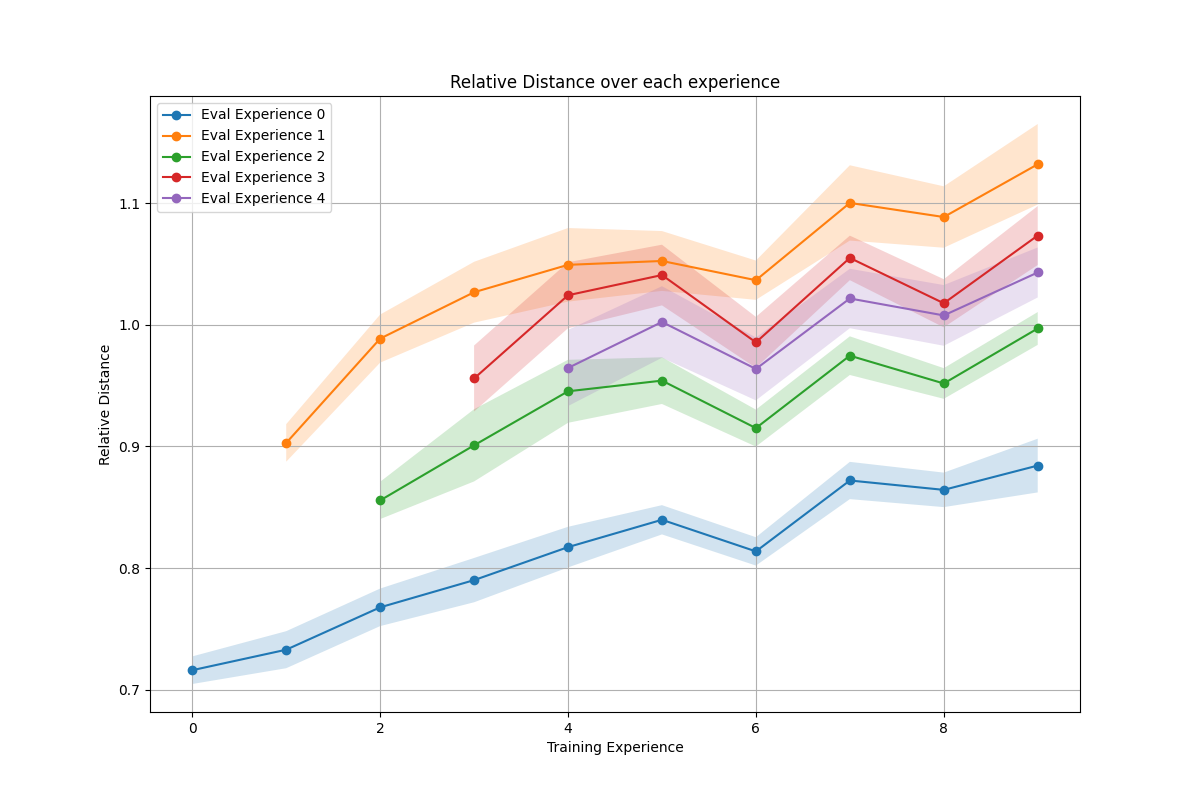 Relative Distance over each experience
Eval Experience 0
Eval Experience 1
Eval Experience 2
Eval Experience 3
Eval Experience 4
Relative Distance
1.1
1.0
0.9
0.8
0.7
0 2 4 6 8
Training Experience